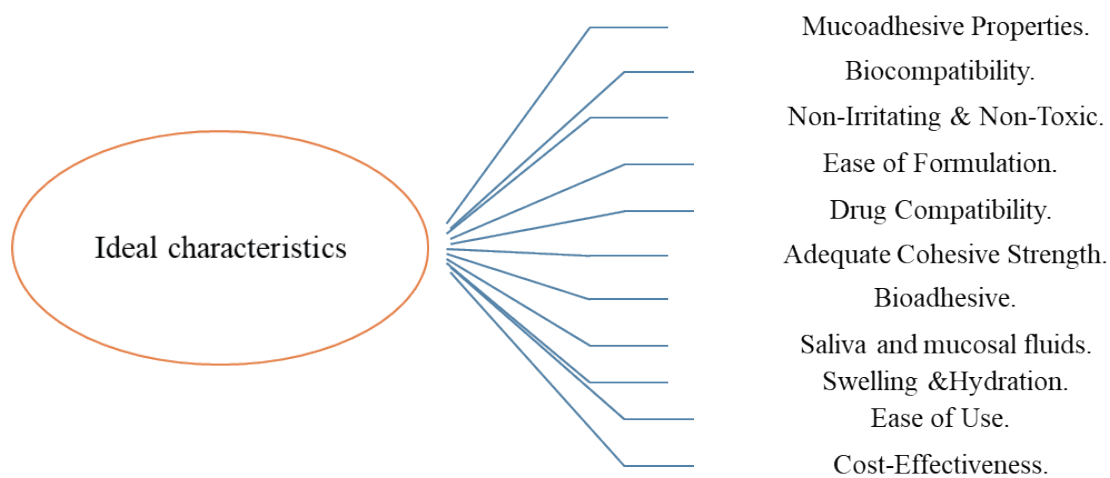 Ideal characteristics
Mucoadhesive Properties.
Biocompatibility.
Non-Irritating & Non-Toxic.
Ease of Formulation.
Drug Compatibility.
Adequate Cohesive Strength.
Bioadhesive.
Saliva and mucosal fluids.
Swelling &Hydration.
Ease of Use.
Cost-Effectiveness.